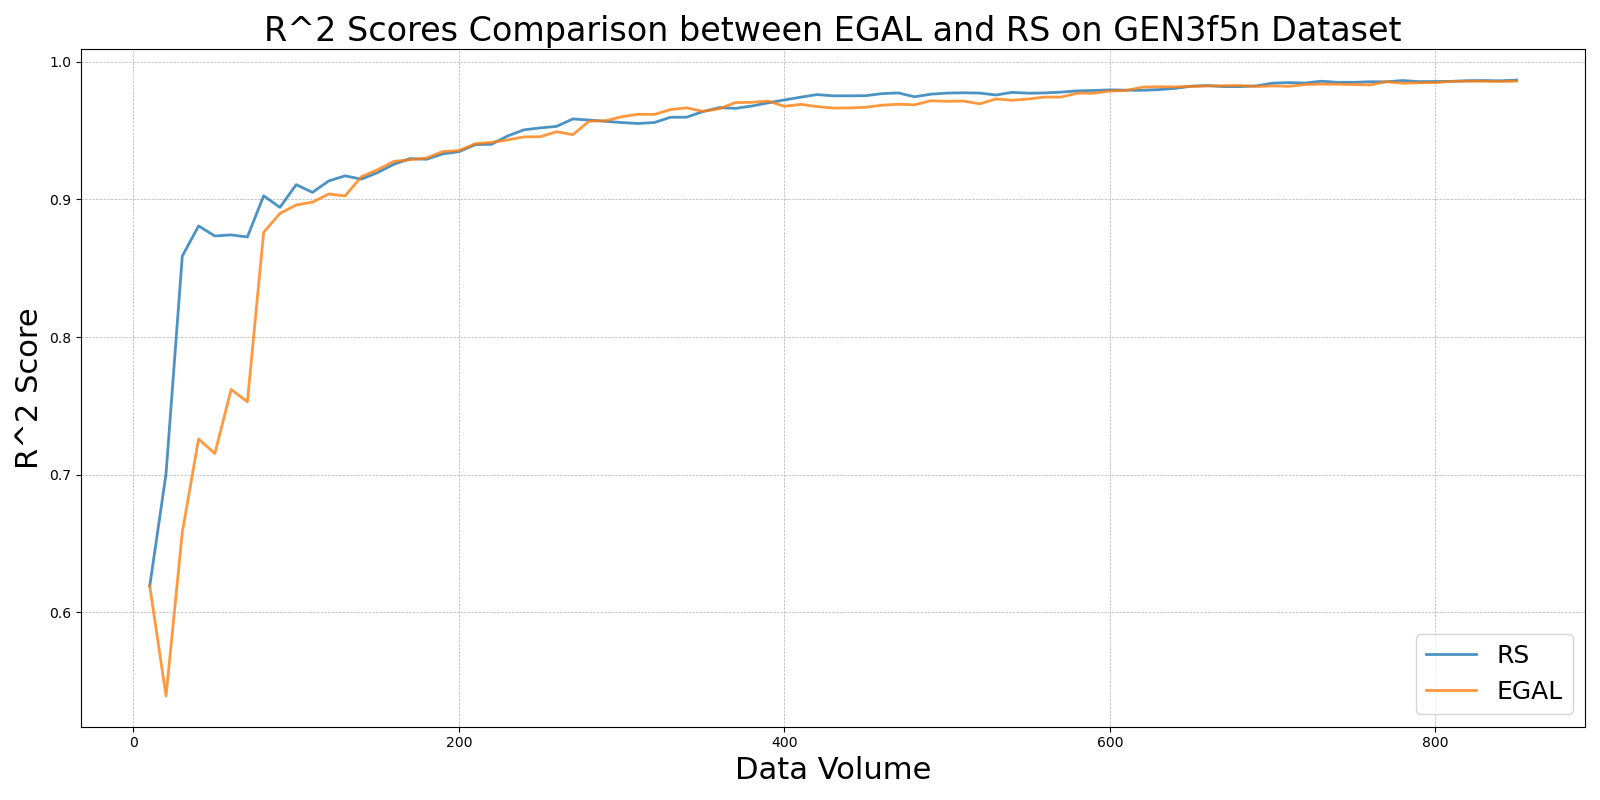 R^2 Scores Comparison between EGAL and RS on GEN3f5n Dataset
1.0
0.9
0.8
0.7
0.6
R^2 Score
0 200 400 600 800
Data Volume
RS
EGAL